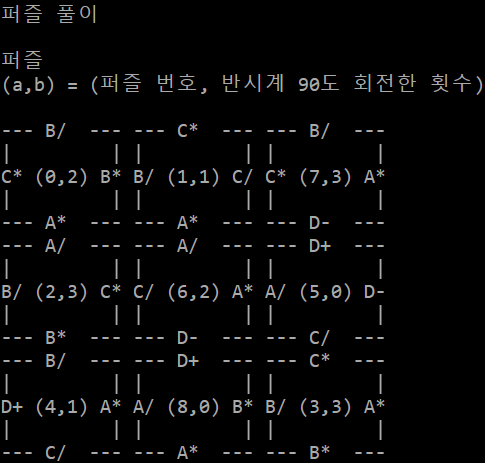 퍼즐 풀이

퍼즐
(a,b) = (퍼즐 번호, 반시계 90도 회전한 횟수)

--- B/  --- --- C*  --- --- B/  ---
|         | |         | |         |
C* (0,2) B* B/ (1,1) C/ C* (7,3) A*
|         | |         | |         |
--- A*  --- --- A*  --- --- D-  ---
--- A/  --- --- A/  --- --- D+  ---
|         | |         | |         |
B/ (2,3) C* C/ (6,2) A* A/ (5,0) D-
|         | |         | |         |
--- B*  --- --- D-  --- --- C/  ---
--- B/  --- --- D+  --- --- C*  ---
|         | |         | |         |
D+ (4,1) A* A/ (8,0) B* B/ (3,3) A*
|         | |         | |         |
--- C/  --- --- A*  --- --- B*  ---